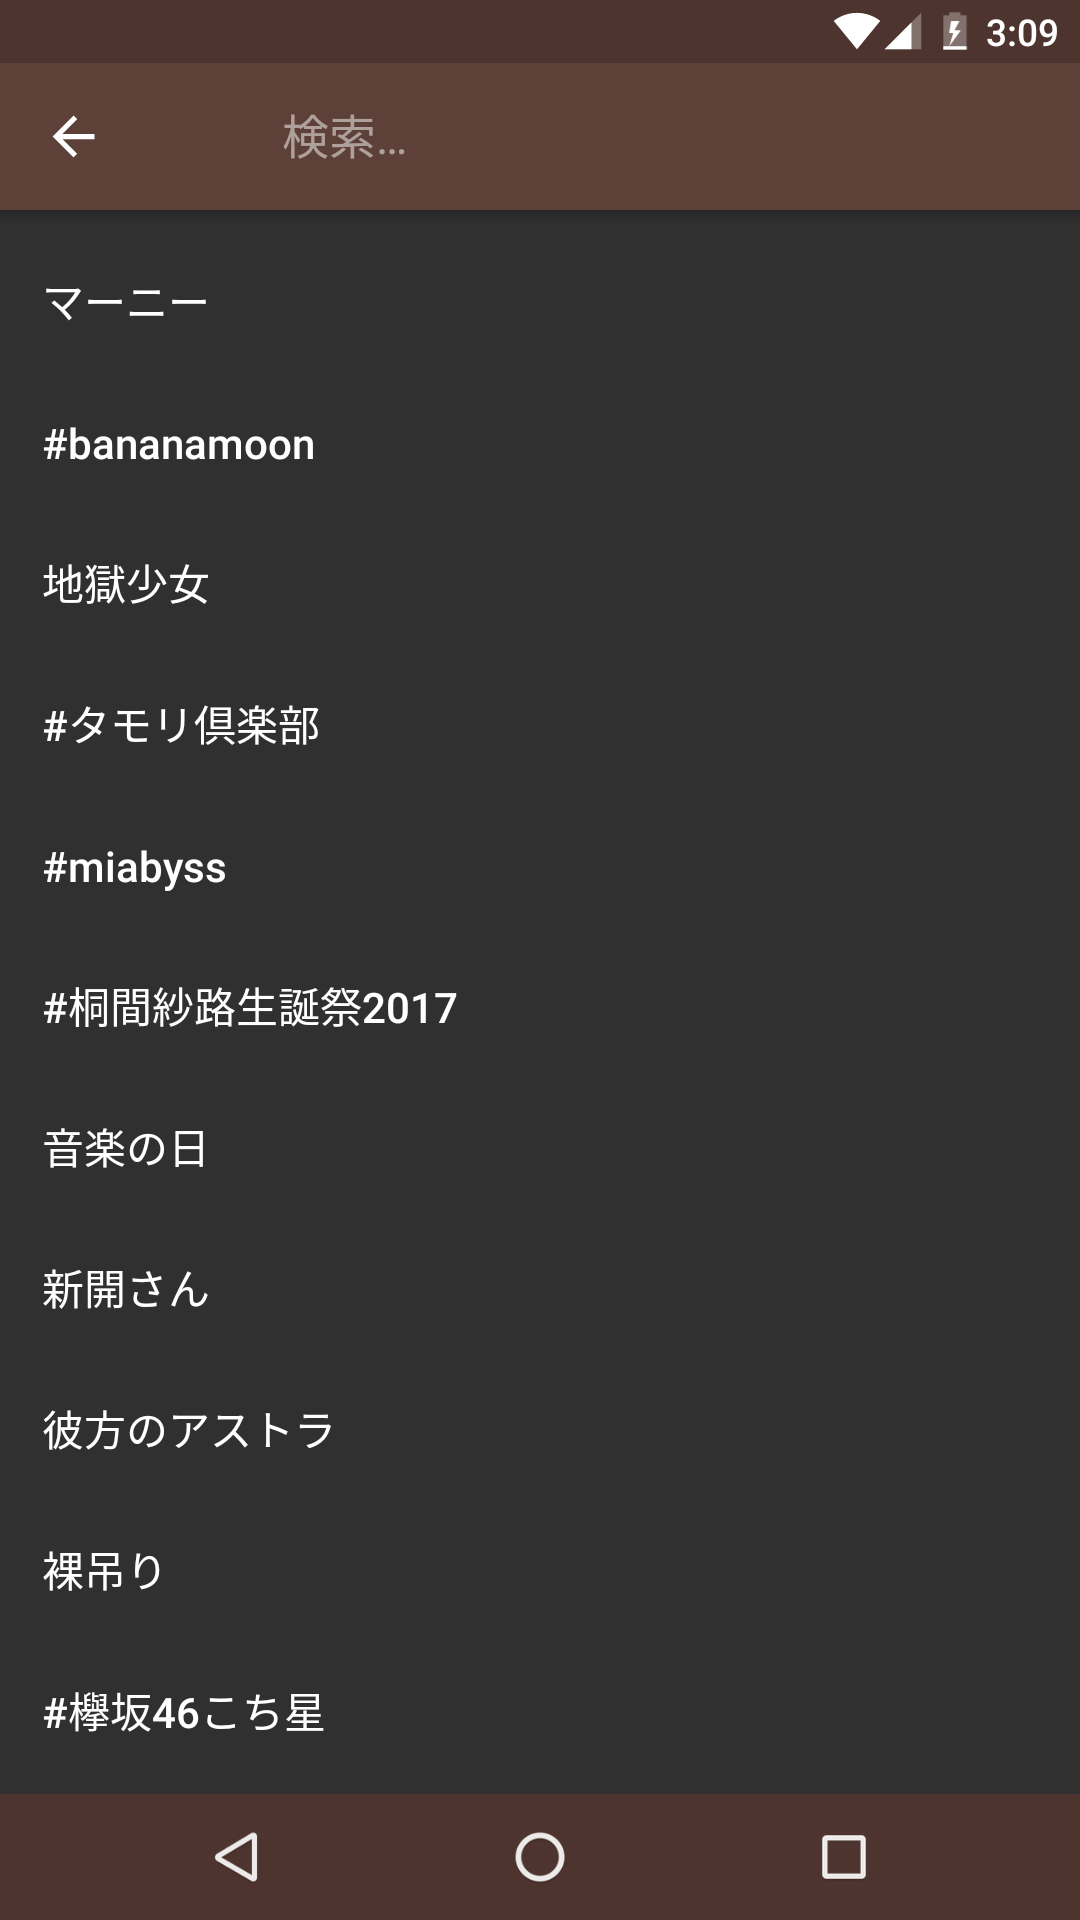 3:09
検索...
マーニー
#bananamoon
地獄少女
#タモリ倶楽部
#miabyss
#桐間紗路生誕祭2017
音楽の日
新開さん
彼方のアストラ
裸吊り
#欅坂46こち星